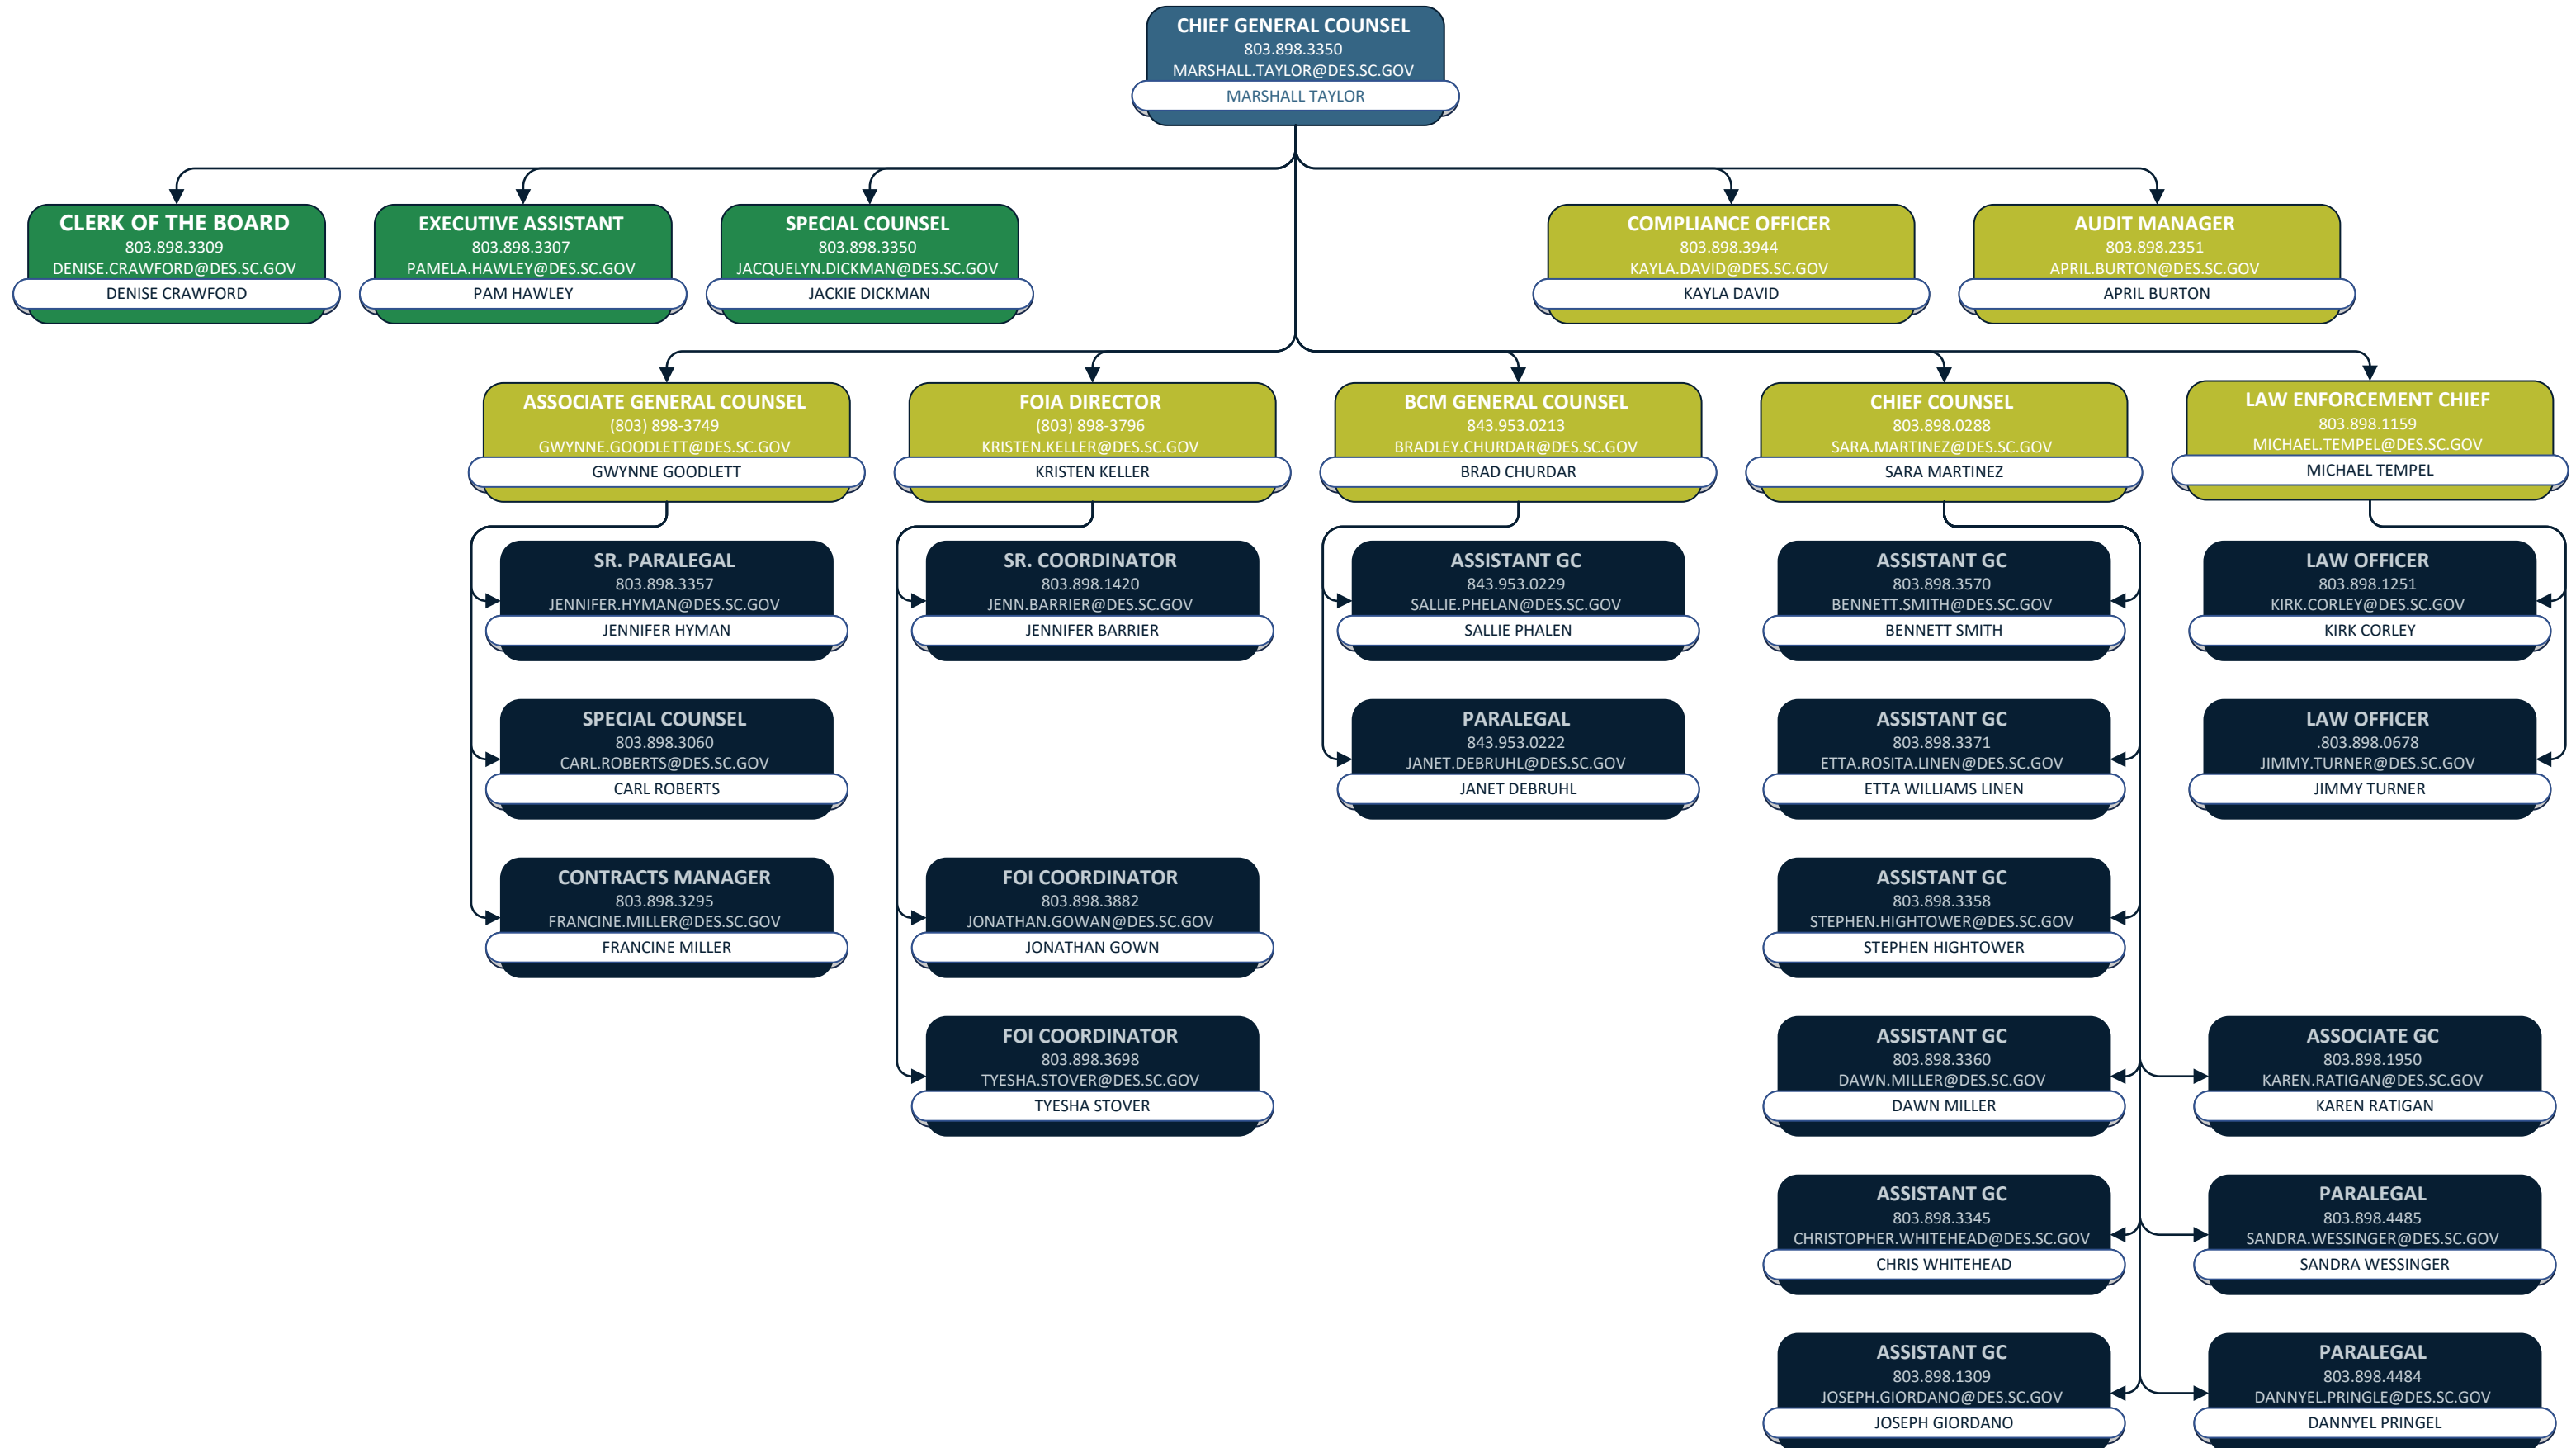 CHIEF GENERAL COUNSEL
803.898.3350
MARSHALL.TAYLOR@DES.SC.GOV
MARSHALL TAYLOR
CLERK OF THE BOARD
803.898.3309
DENISE.CRAWFORD@DES.SC.GOV
DENISE CRAWFORD
EXECUTIVE ASSISTANT
803.898.3307
PAMELA.HAWLEY@DES.SC.GOV
PAM HAWLEY
SPECIAL COUNSEL
803.898.3350
JACQUELYN.DICKMAN@DES.SC.GOV
JACKIE DICKMAN
COMPLIANCE OFFICER
803.898.3944
KAYLA.DAVID@DES.SC.GOV
KAYLA DAVID
AUDIT MANAGER
803.898.2351
APRIL.BURTON@DES.SC.GOV
APRIL BURTON
ASSOCIATE GENERAL COUNSEL
(803) 898-3749
GWYNNE.GOODLETT@DES.SC.GOV
GWYNNE GOODLETT
FOIA DIRECTOR
(803) 898-3796
KRISTEN.KELLER@DES.SC.GOV
KRISTEN KELLER
BCM GENERAL COUNSEL
843.953.0213
BRADLEY.CHURDAR@DES.SC.GOV
BRAD CHURDAR
CHIEF COUNSEL
803.898.0288
SARA.MARTINEZ@DES.SC.GOV
SARA MARTINEZ
LAW ENFORCEMENT CHIEF
803.898.1159
MICHAEL.TEMPEL@DES.SC.GOV
MICHAEL TEMPEL
SR. PARALEGAL
803.898.3357
JENNIFER.HYMAN@DES.SC.GOV
JENNIFER HYMAN
SPECIAL COUNSEL
803.898.3060
CARL.ROBERTS@DES.SC.GOV
CARL ROBERTS
CONTRACTS MANAGER
803.898.3295
FRANCINE.MILLER@DES.SC.GOV
FRANCINE MILLER
SR. COORDINATOR
803.898.1420
JENN.BARRIER@DES.SC.GOV
JENNIFER BARRIER
FOI COORDINATOR
803.898.3882
JONATHAN.GOWAN@DES.SC.GOV
JONATHAN GOWN
FOI COORDINATOR
803.898.3698
TYESHA.STOVER@DES.SC.GOV
TYESHA STOVER
ASSISTANT GC
843.953.0229
SALLIE.PHELAN@DES.SC.GOV
SALLIE PHALEN
PARALEGAL
843.953.0222
JANET.DEBRUHL@DES.SC.GOV
JANET DEBRUHL
ASSISTANT GC
803.898.3570
BENNETT.SMITH@DES.SC.GOV
BENNETT SMITH
ASSISTANT GC
803.898.3371
ETTA.ROSITA.LINEN@DES.SC.GOV
ETTA WILLIAMS LINEN
ASSISTANT GC
803.898.3358
STEPHEN.HIGHTOWER@DES.SC.GOV
STEPHEN HIGHTOWER
ASSISTANT GC
803.898.3360
DAWN.MILLER@DES.SC.GOV
DAWN MILLER
ASSISTANT GC
803.898.3345
CHRISTOPHER.WHITEHEAD@DES.SC.GOV
CHRIS WHITEHEAD
ASSISTANT GC
803.898.1309
JOSEPH.GIORDANO@DES.SC.GOV
JOSEPH GIORDANO
ASSOCIATE GC
803.898.1950
KAREN.RATIGAN@DES.SC.GOV
KAREN RATIGAN
PARALEGAL
803.898.4485
SANDRA.WESSINGER@DES.SC.GOV
SANDRA WESSINGER
PARALEGAL
803.898.4484
DANNYEL.PRINGLE@DES.SC.GOV
DANNYEL PRINGEL
LAW OFFICER
803.898.1251
KIRK.CORLEY@DES.SC.GOV
KIRK CORLEY
LAW OFFICER
.803.898.0678
JIMMY.TURNER@DES.SC.GOV
JIMMY TURNER